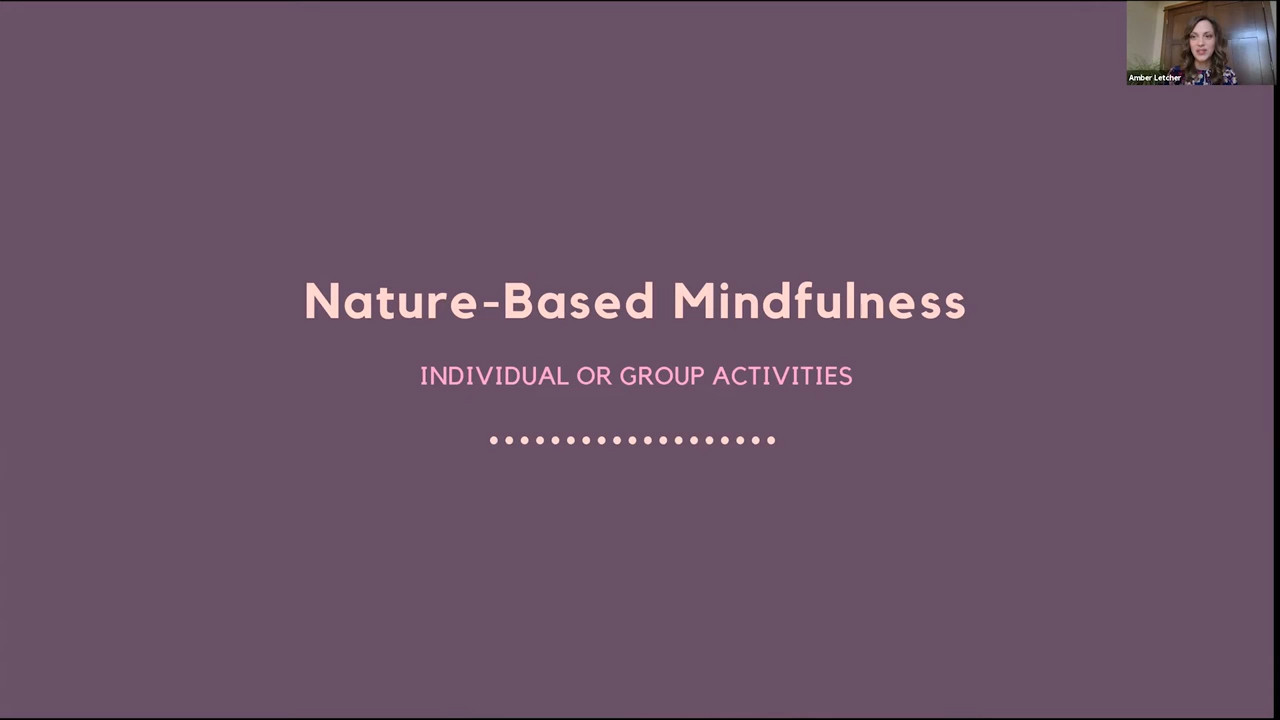 Amber Letcher
Nature-Based Mindfulness
INDIVIDUAL OR GROUP ACTIVITIES